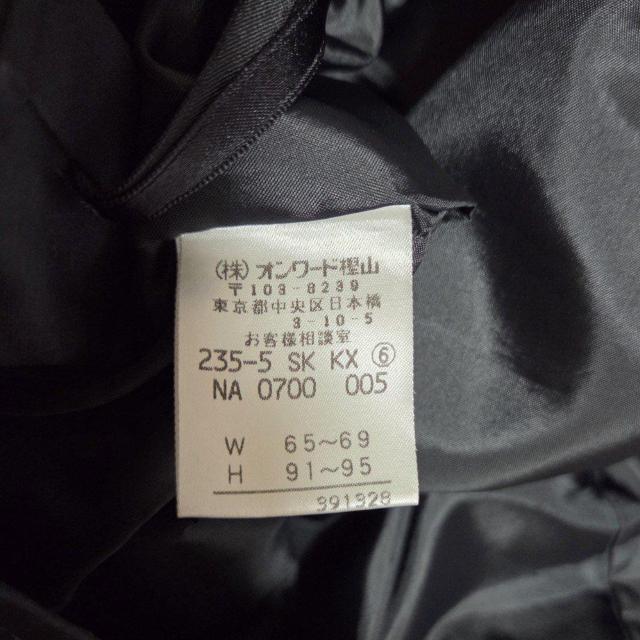 （株）オンワード樫山
〒103-8239
東京都中央区日本橋
3-10-5
お客様相談室
235-5 SK KX ⑥
NA 0700 005
W 65〜69
H 91〜95
391328